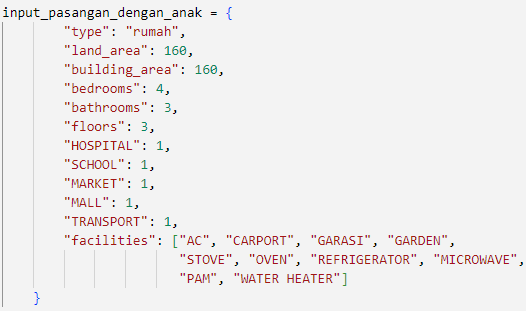 input_pasangan_dengan_anak = {
"type": "rumah",
"land_area": 160,
"building_area": 160,
"bedrooms": 4,
"bathrooms": 3,
"floors": 3,
"HOSPITAL": 1,
"SCHOOL": 1,
"MARKET": 1,
"MALL": 1,
"TRANSPORT": 1,
"facilities": ["AC", "CARPORT", "GARASI", "GARDEN",
"STOVE", "OVEN", "REFRIGERATOR", "MICROWAVE",
"PAM", "WATER HEATER"]
}